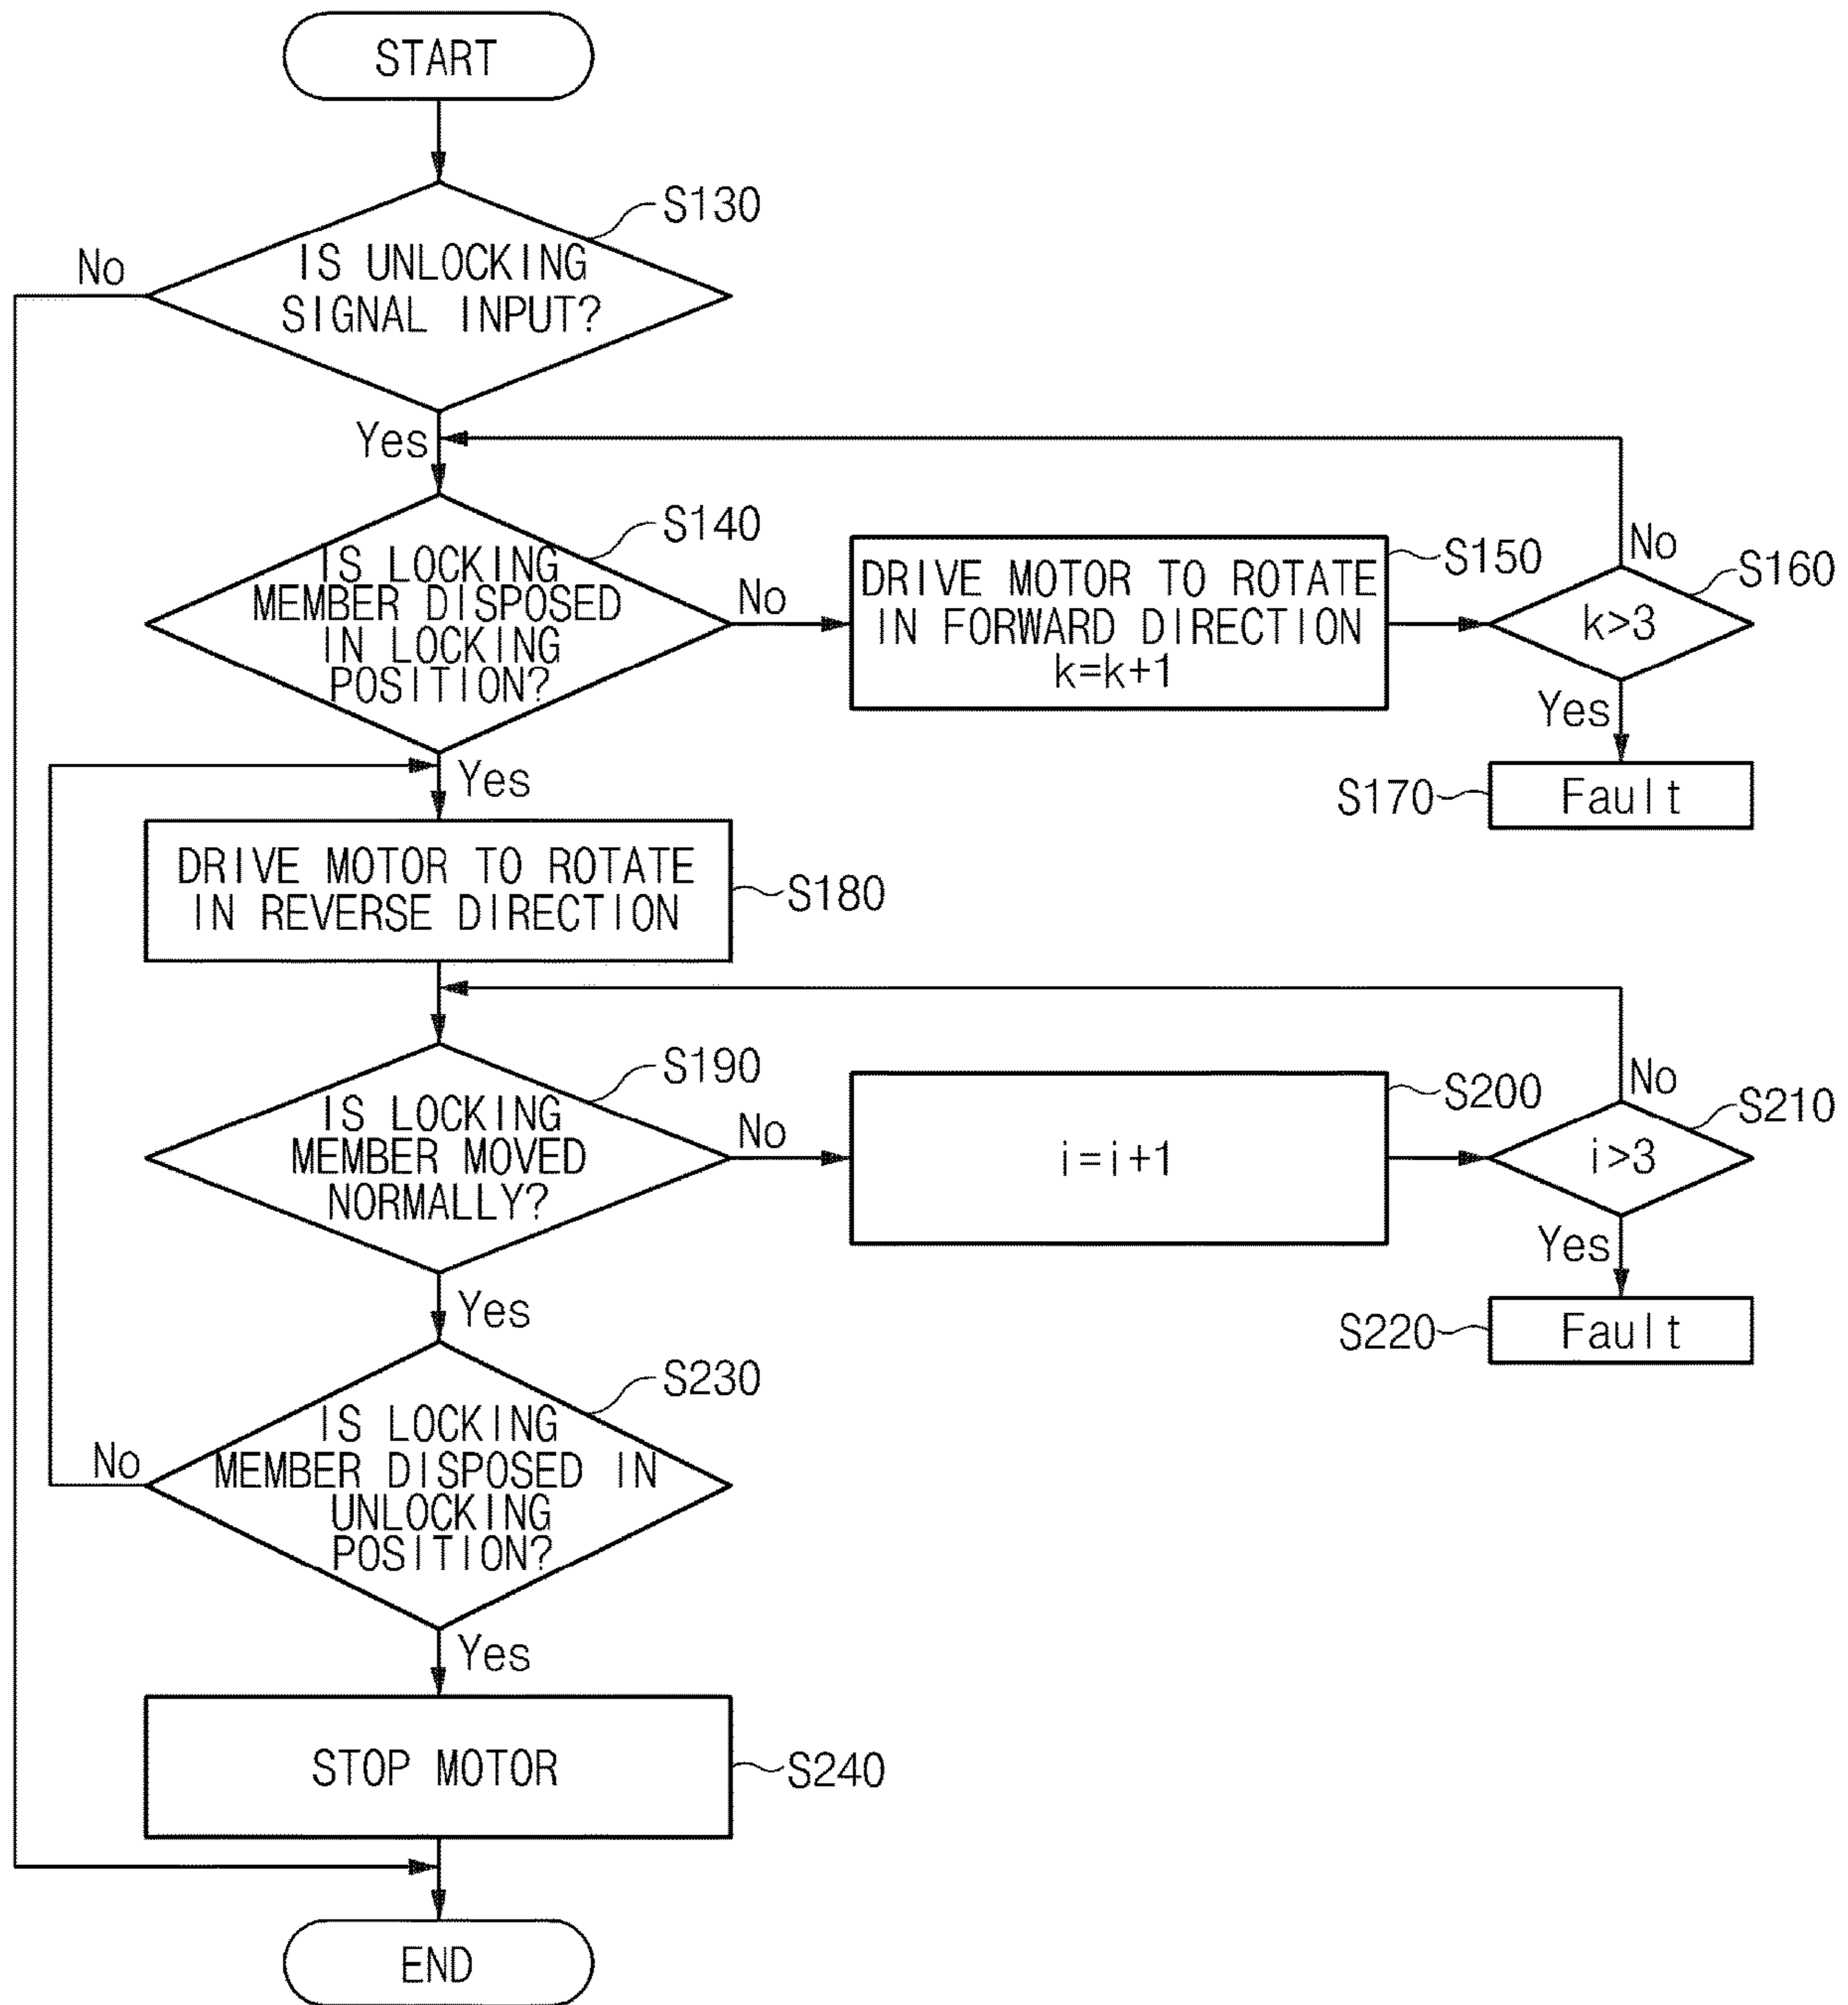 START
S130
No
IS UNLOCKING
SIGNAL INPUT?
Yes
S140
IS LOCKING
MEMBER DISPOSED
IN LOCKING
POSITION?
No
S150
DRIVE MOTOR TO ROTATE
IN FORWARD DIRECTION
k=k+1
No
S160
k>3
Yes
S170
Fault
Yes
DRIVE MOTOR TO ROTATE
IN REVERSE DIRECTION
S180
S190
IS LOCKING
MEMBER MOVED
NORMALLY?
No
S200
i=i+1
No
S210
i>3
Yes
S220
Fault
Yes
S230
IS LOCKING
MEMBER DISPOSED IN
UNLOCKING
POSITION?
No
Yes
STOP MOTOR
S240
END